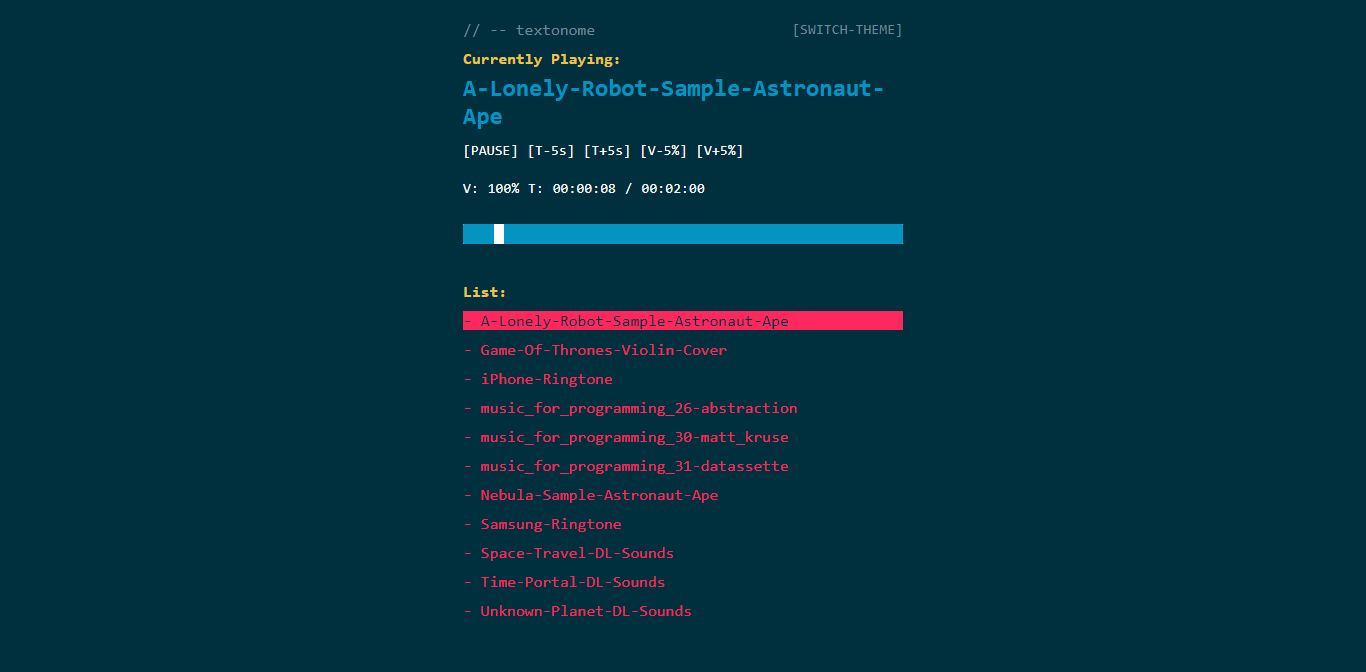 // -- textonome [SWITCH-THEME]
Currently Playing:
A-Lonely-Robot-Sample-Astronaut-
Ape
[PAUSE] [T-5s] [T+5s] [V-5%] [V+5%]
V: 100% T: 00:00:08 / 00:02:00
List:
- A-Lonely-Robot-Sample-Astronaut-Ape
- Game-Of-Thrones-Violin-Cover
- iPhone-Ringtone
- music_for_programming_26-abstraction
- music_for_programming_30-matt_kruse
- music_for_programming_31-datassette
- Nebula-Sample-Astronaut-Ape
- Samsung-Ringtone
- Space-Travel-DL-Sounds
- Time-Portal-DL-Sounds
- Unknown-Planet-DL-Sounds